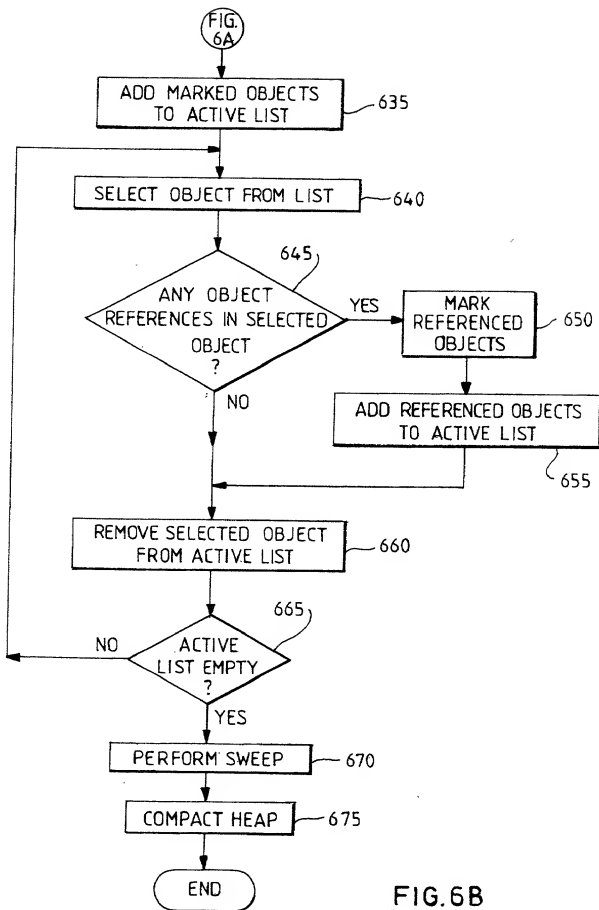 FIG.
6A
ADD MARKED OBJECTS
TO ACTIVE LIST
635
SELECT OBJECT FROM LIST
640
645
ANY OBJECT
REFERENCES IN SELECTED
OBJECT
?
YES
NO
MARK
REFERENCED
OBJECTS
650
ADD REFERENCED OBJECTS
TO ACTIVE LIST
655
REMOVE SELECTED OBJECT
FROM ACTIVE LIST
660
665
ACTIVE
LIST EMPTY
?
NO
YES
PERFORM SWEEP
670
COMPACT HEAP
675
END
FIG.6B